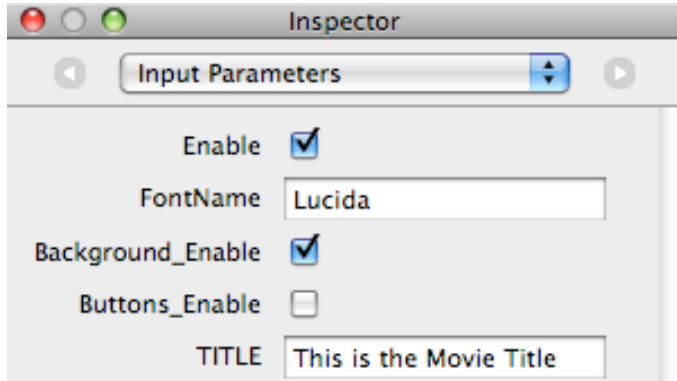 Inspector
Input Parameters
Enable
FontName Lucida
Background_Enable
Buttons_Enable
TITLE This is the Movie Title